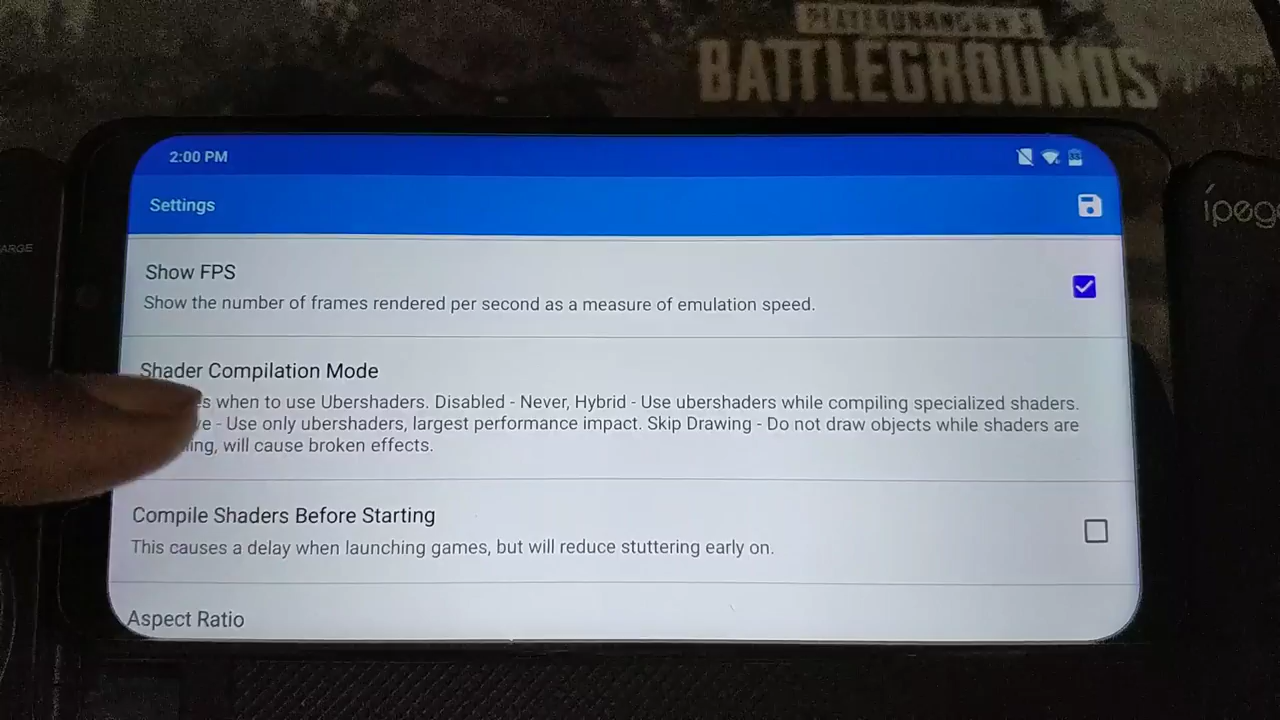 PLAYERUNKNOWN'S
BATTLEGROUNDS
2:00 PM
Settings
ípeg
ARGE
Show FPS
Show the number of frames rendered per second as a measure of emulation speed.
Shader Compilation Mode
when to use Ubershaders. Disabled - Never, Hybrid - Use ubershaders while compiling specialized shaders.
- Use only ubershaders, largest performance impact. Skip Drawing - Do not draw objects while shaders are
will cause broken effects.
Compile Shaders Before Starting
This causes a delay when launching games, but will reduce stuttering early on.
Aspect Ratio